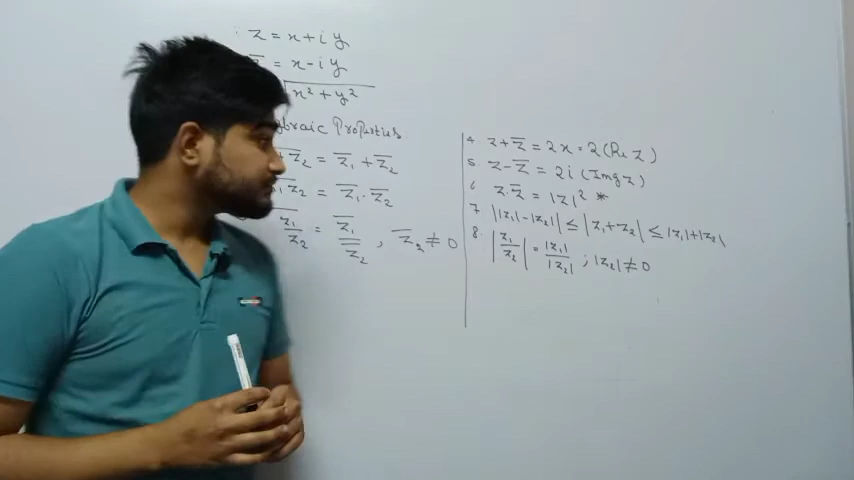 z = x + iy
z̅ = x - iy
√(x² + y²)
braic Properties
+z₂‾ = z̅₁ + z̅₂
z₂‾ = z̅₁ . z̅₂
z₁/z₂‾ = z̅₁/z̅₂ , z̅₂ ≠ 0
4. z + z̅ = 2x = 2(Re z)
5. z - z̅ = 2i (Img z)
6 z.z̅ = |z|² *
7. ||z₁| - |z₂|| ≤ |z₁ + z₂| ≤ |z₁| + |z₂|
8. |z₁/z₂| = |z₁|/|z₂| ; |z₂| ≠ 0